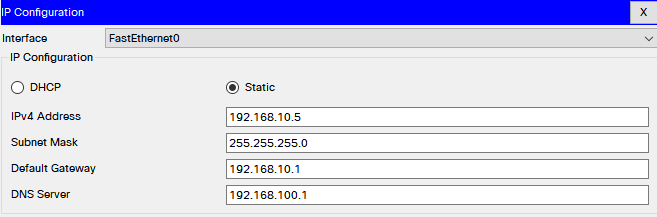 IP Configuration X
Interface FastEthernet0
IP Configuration
DHCP Static
IPv4 Address 192.168.10.5
Subnet Mask 255.255.255.0
Default Gateway 192.168.10.1
DNS Server 192.168.100.1